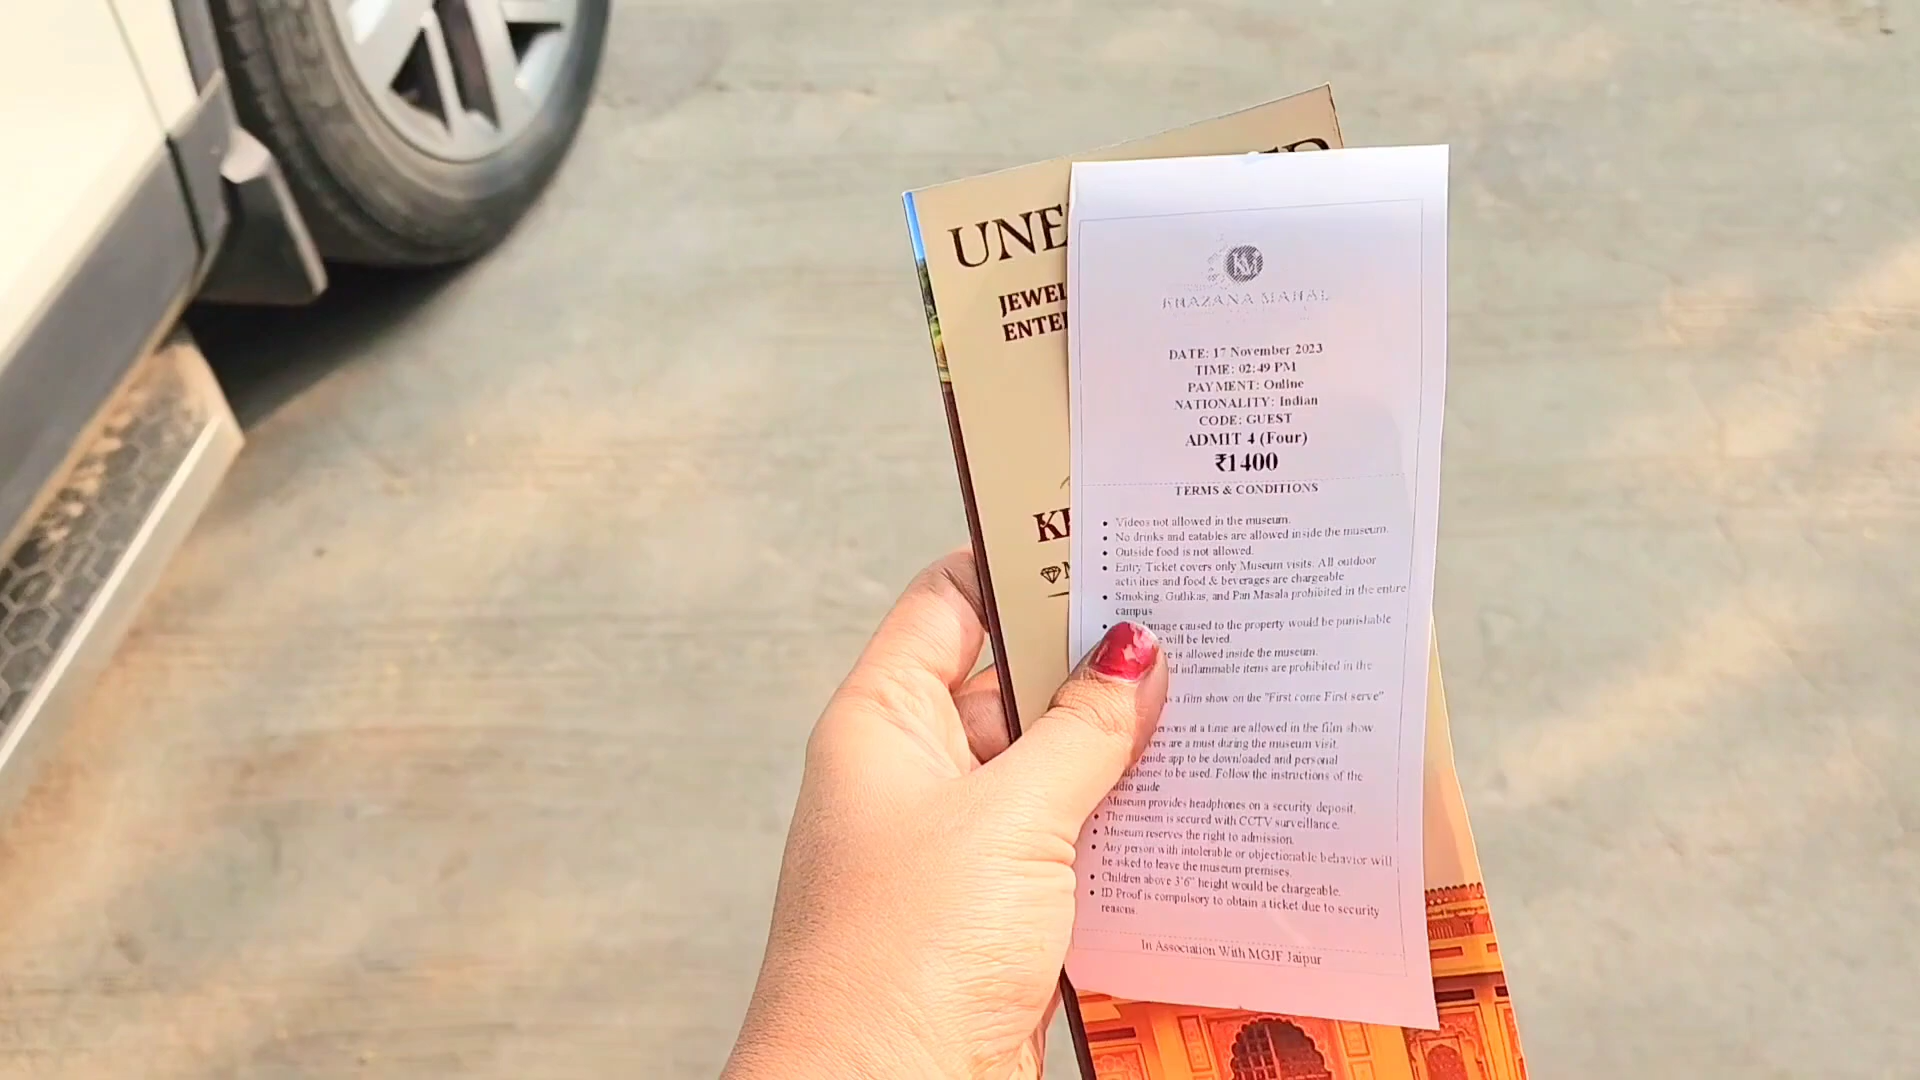 UNE
JEWEL
ENTE
KM
KHAZANA MAHAL
DATE: 17 November 2023
TIME: 02:49 PM
PAYMENT: Online
NATIONALITY: Indian
CODE: GUEST
ADMIT 4 (Four)
₹1400
TERMS & CONDITIONS
• Videos not allowed in the museum.
• No drinks and eatables are allowed inside the museum.
• Outside food is not allowed.
• Entry Ticket covers only Museum visits. All outdoor
activities and food & beverages are chargeable
• Smoking, Guthkas, and Pan Masala prohibited in the entire
campus
caused to the property would be punishable
will be levied.
is allowed inside the museum.
inflammable items are prohibited in the
a film show on the "First come First serve"
at a time are allowed in the film show
are a must during the museum visit.
guide app to be downloaded and personal
to be used. Follow the instructions of the
guide
Museum provides headphones on a security deposit.
• The museum is secured with CCTV surveillance.
• Museum reserves the right to admission.
• Any person with intolerable or objectionable behavior will
be asked to leave the museum premises.
• Children above 3'6" height would be chargeable.
• ID Proof is compulsory to obtain a ticket due to security
reasons.
In Association With MGJF Jaipur